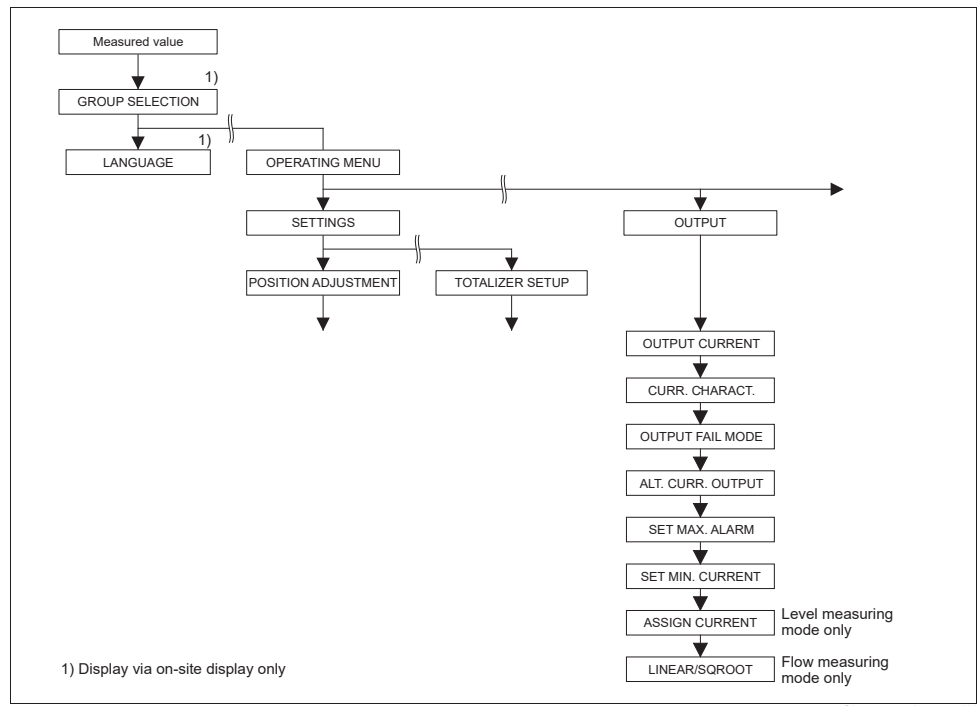 Measured value
1)
GROUP SELECTION
1)
LANGUAGE
OPERATING MENU
SETTINGS
OUTPUT
POSITION ADJUSTMENT
TOTALIZER SETUP
OUTPUT CURRENT
CURR. CHARACT.
OUTPUT FAIL MODE
ALT. CURR. OUTPUT
SET MAX. ALARM
SET MIN. CURRENT
ASSIGN CURRENT
Level measuring
mode only
LINEAR/SQROOT
Flow measuring
mode only
1) Display via on-site display only